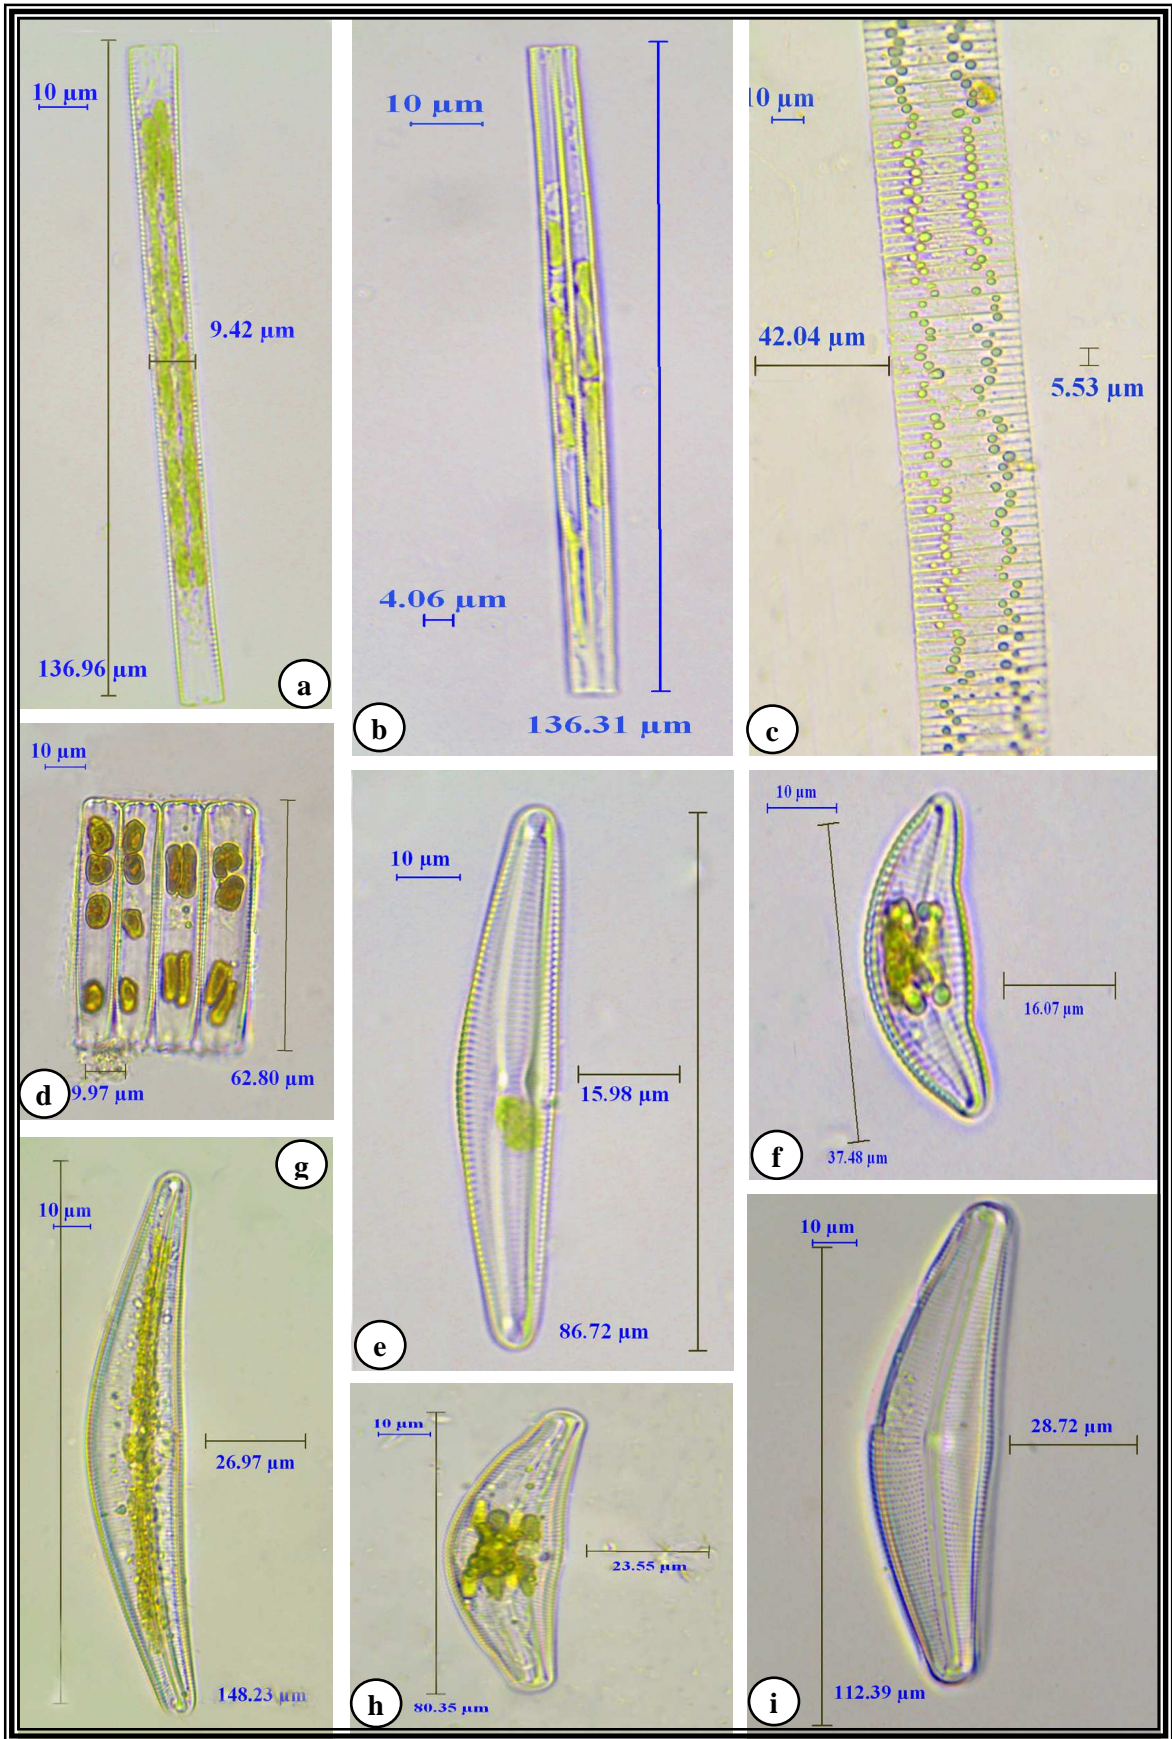 10 µm
9.42 µm
136.96 µm
a
10 µm
4.06 µm
136.31 µm
b
10 µm
42.04 µm
5.53 µm
c
10 µm
9.97 µm
62.80 µm
d
10 µm
15.98 µm
86.72 µm
e
10 µm
16.07 µm
37.48 µm
f
g
10 µm
26.97 µm
148.23 µm
10 µm
23.55 µm
80.35 µm
h
10 µm
28.72 µm
112.39 µm
i